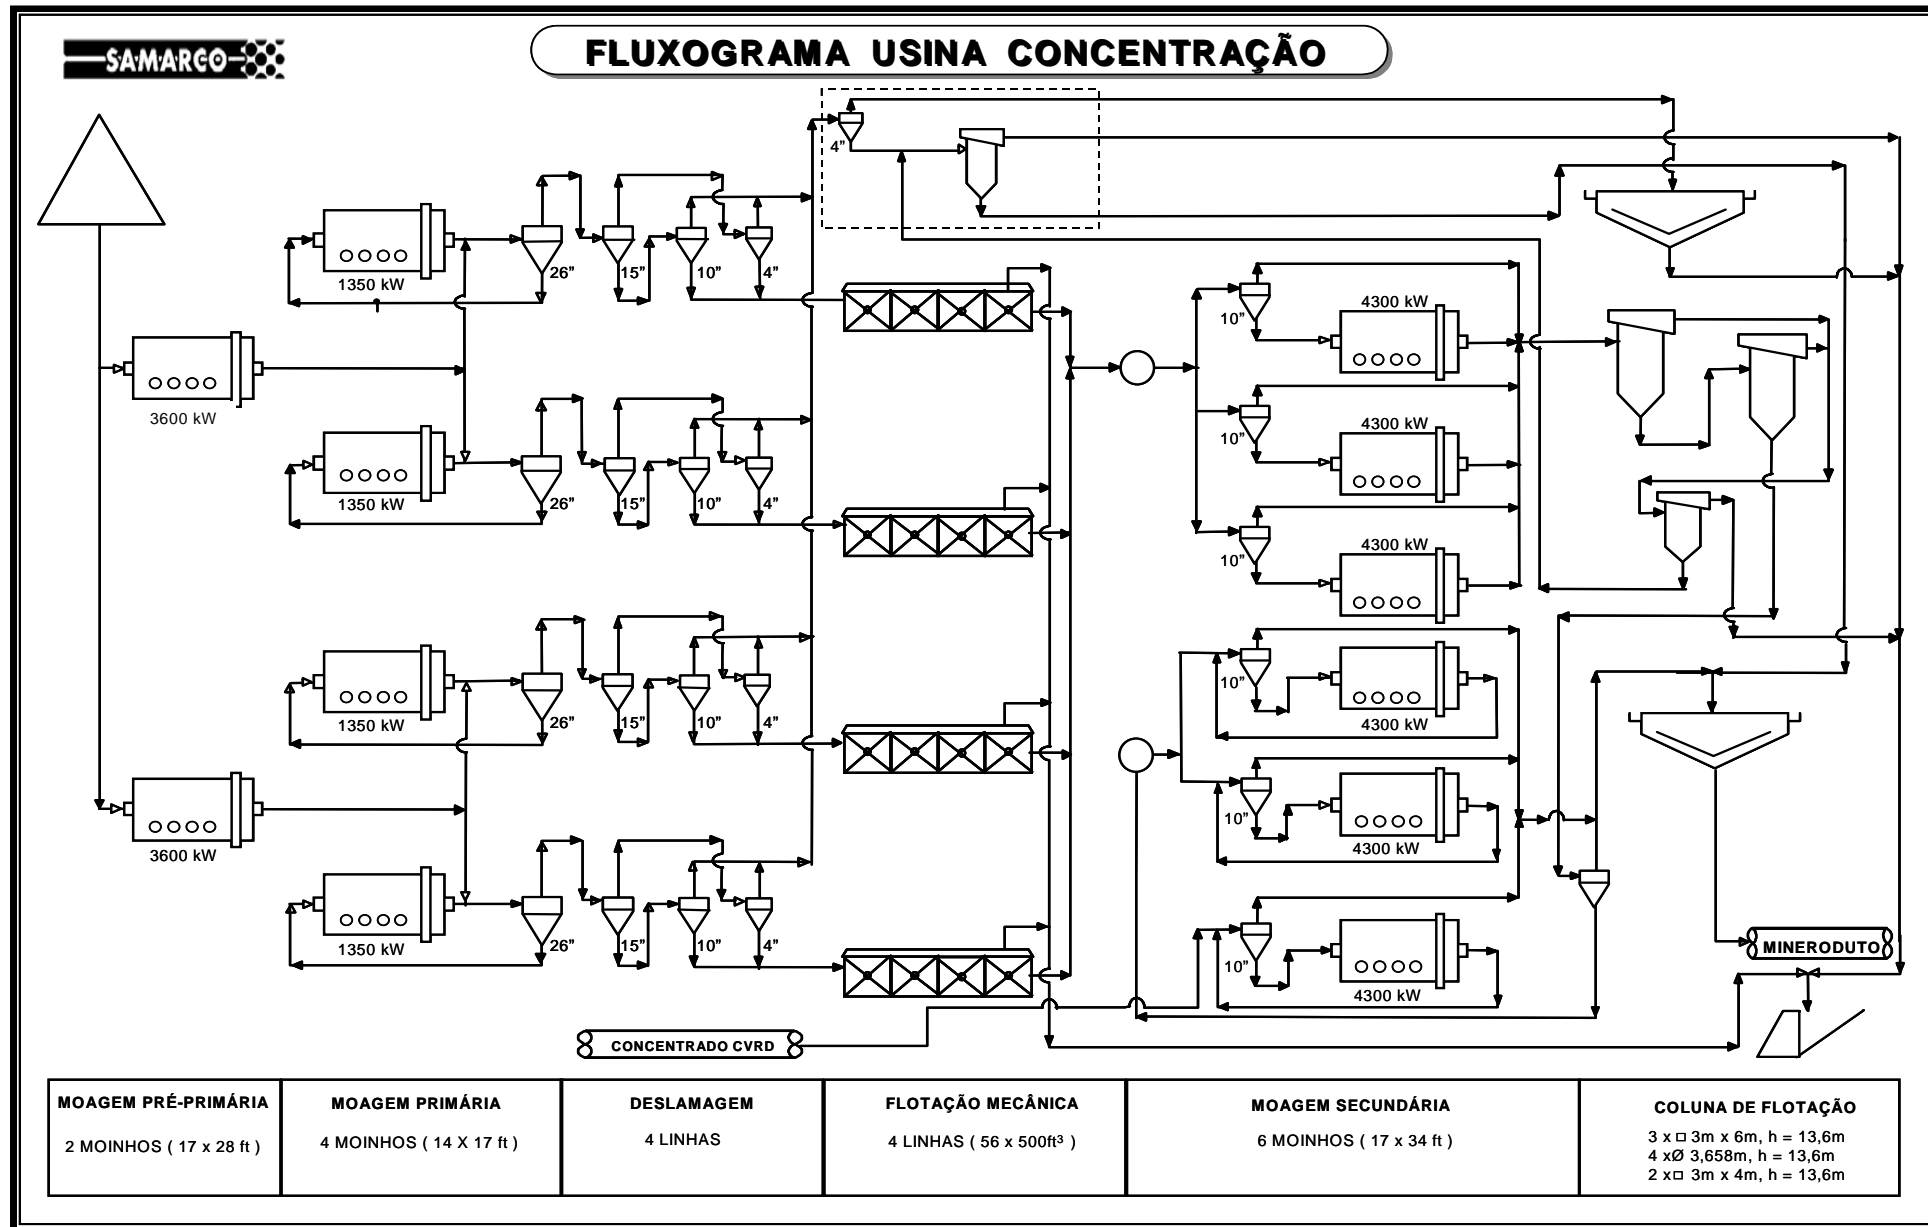 SAMARCO
FLUXOGRAMA USINA CONCENTRAÇÃO
4”
1350 kW
26”
15”
10”
4”
3600 kW
1350 kW
26”
15”
10”
4”
1350 kW
26”
15”
10”
4”
3600 kW
1350 kW
26”
15”
10”
4”
10”
4300 kW
10”
4300 kW
10”
4300 kW
10”
4300 kW
10”
4300 kW
10”
4300 kW
MINERODUTO
CONCENTRADO CVRD
MOAGEM PRÉ-PRIMÁRIA
2 MOINHOS ( 17 x 28 ft )
MOAGEM PRIMÁRIA
4 MOINHOS ( 14 X 17 ft )
DESLAMAGEM
4 LINHAS
FLOTAÇÃO MECÂNICA
4 LINHAS ( 56 x 500ft³ )
MOAGEM SECUNDÁRIA
6 MOINHOS ( 17 x 34 ft )
COLUNA DE FLOTAÇÃO
3 x □ 3m x 6m, h = 13,6m
4 xØ 3,658m, h = 13,6m
2 x□ 3m x 4m, h = 13,6m